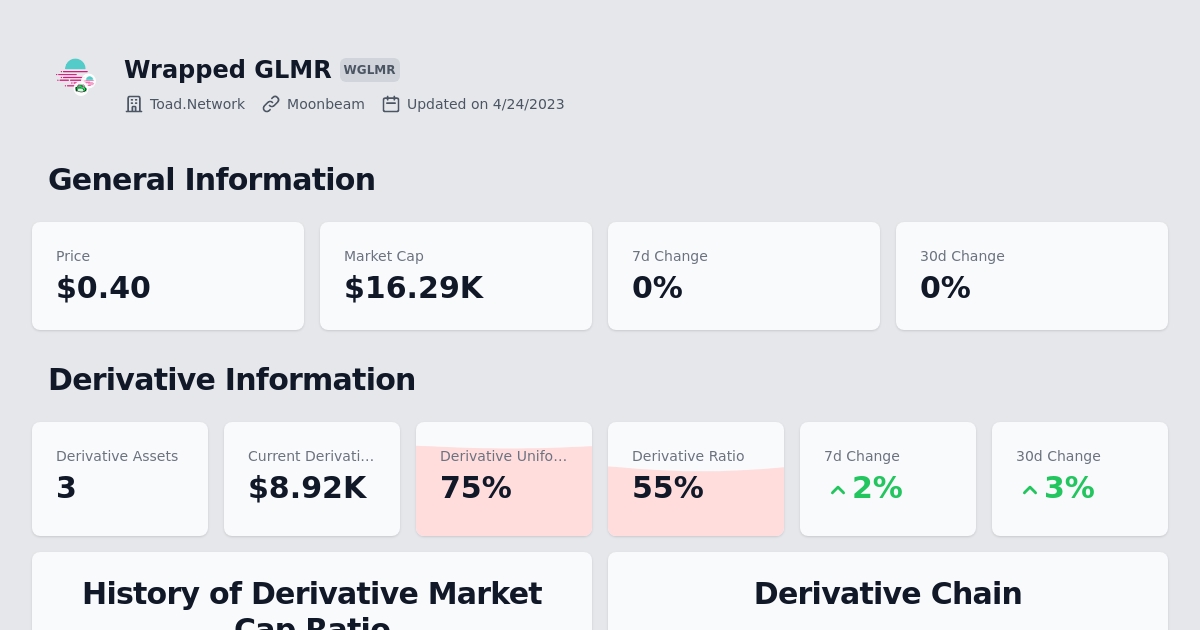 Wrapped GLMR WGLMR
Toad.Network Moonbeam Updated on 4/24/2023
General Information
Price
$0.40
Market Cap
$16.29K
7d Change
0%
30d Change
0%
Derivative Information
Derivative Assets
3
Current Derivati...
$8.92K
Derivative Unifo...
75%
Derivative Ratio
55%
7d Change
2%
30d Change
3%
History of Derivative Market
Cap Ratio
Derivative Chain